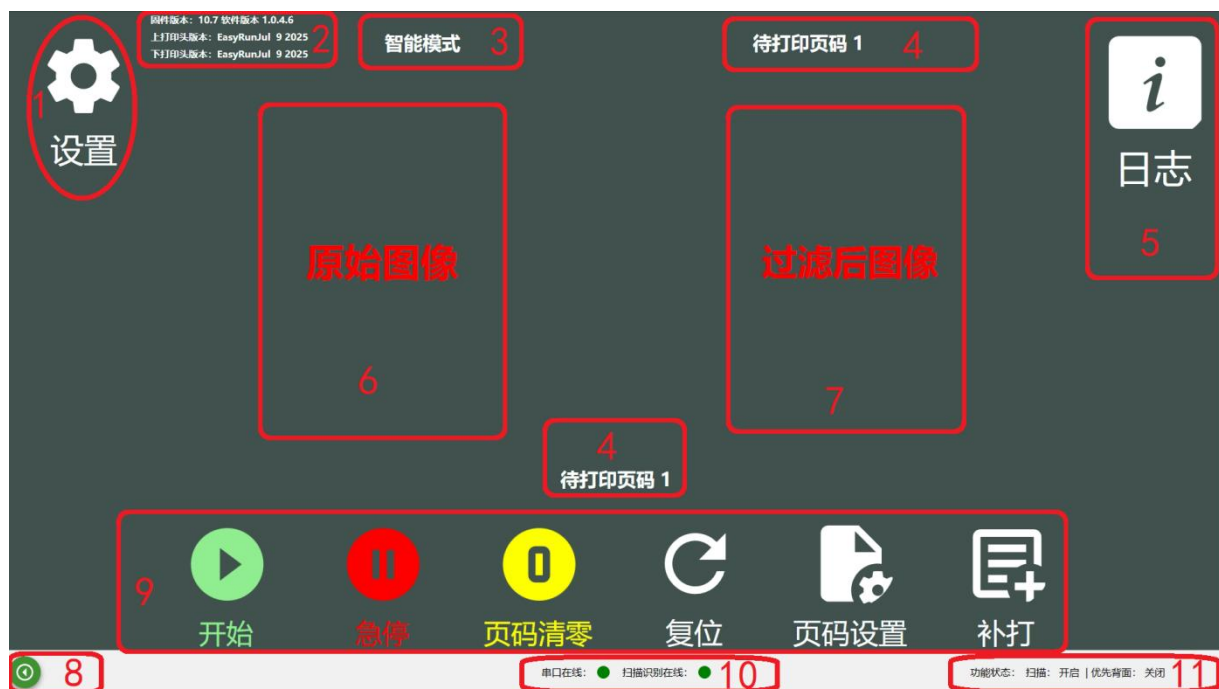 固件版本：10.7 软件版本 1.0.4.6
上打印头版本：EasyRunJul 9 2025
下打印头版本：EasyRunJul 9 2025
2
智能模式 3
待打印页码 1 4
1
设置
日志
5
原始图像
6
过滤后图像
7
4
待打印页码 1
9
0
开始
急停
页码清零
复位
页码设置
补打
8
串口在线： 扫描识别在线： 10
功能状态： 扫描：开启 | 优先背面：关闭 11